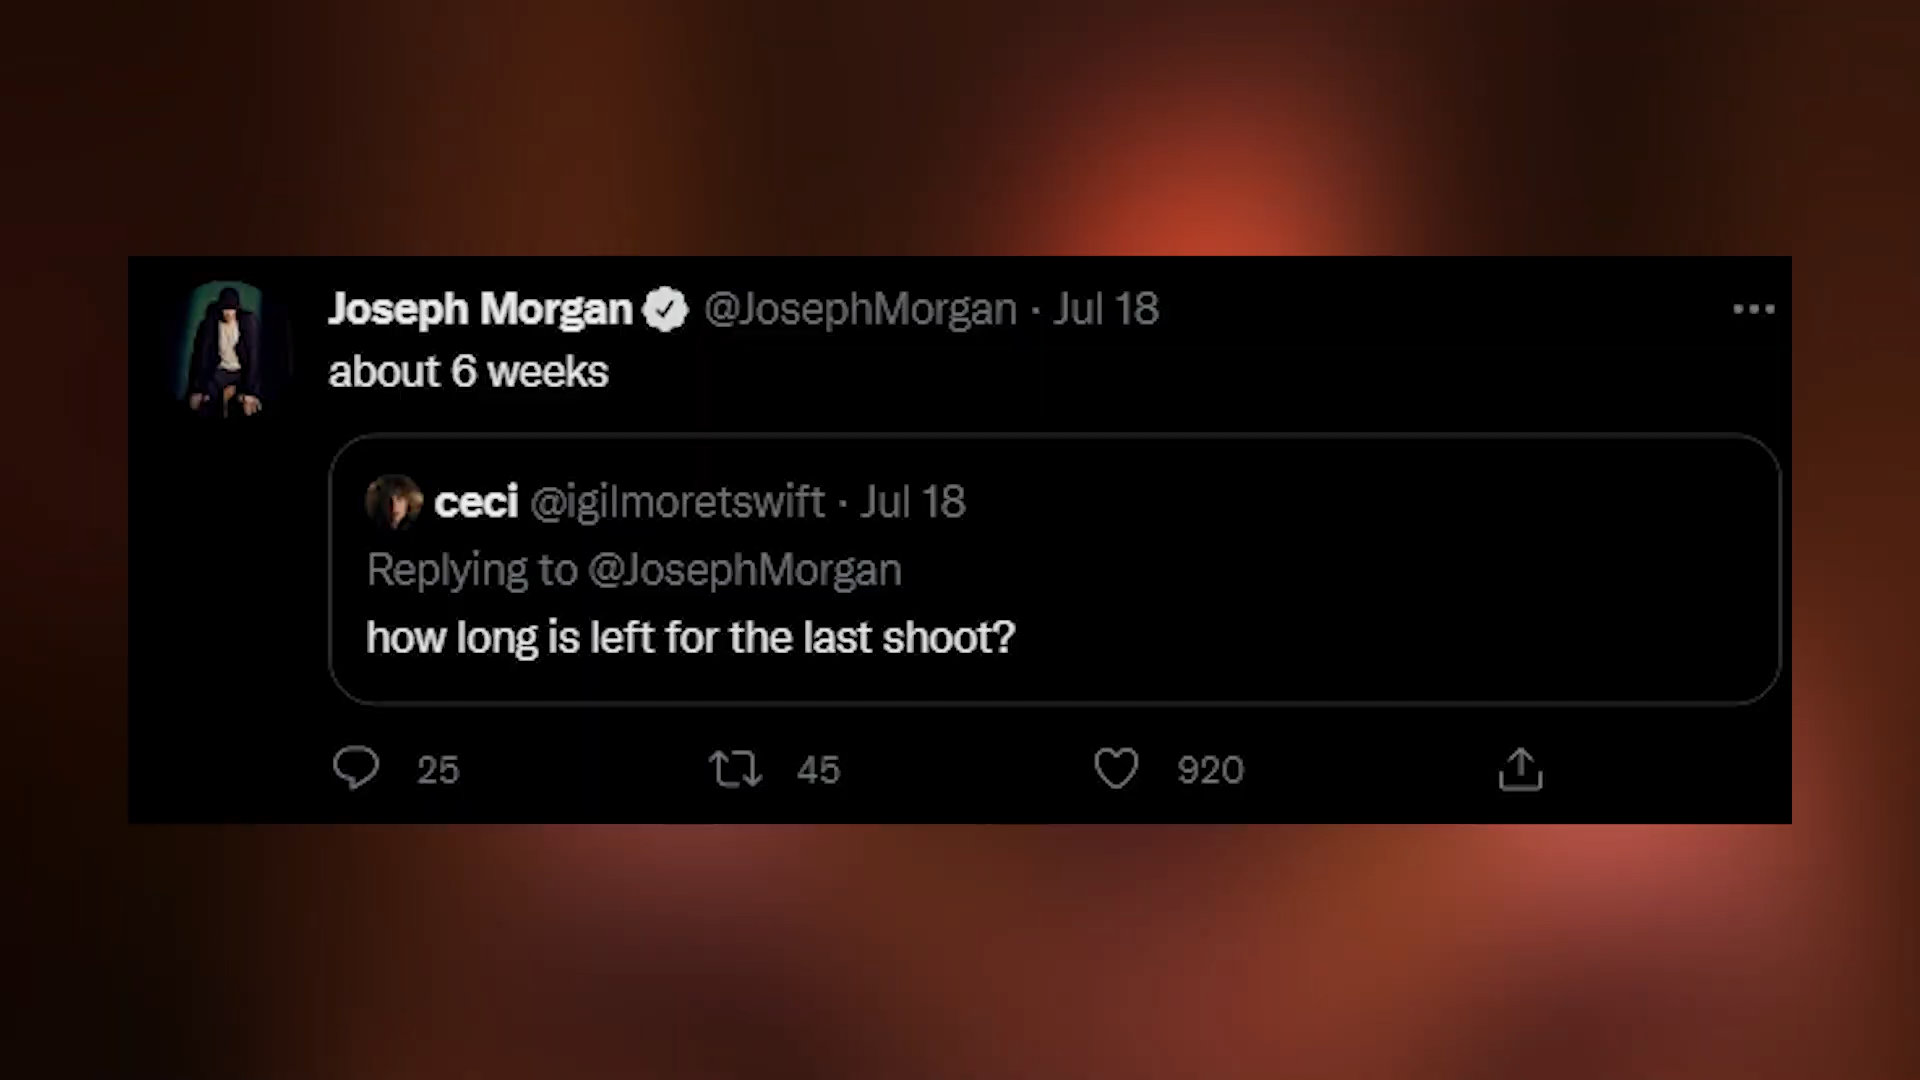 Joseph Morgan @JosephMorgan · Jul 18
about 6 weeks
ceci @igilmoretswift · Jul 18
Replying to @JosephMorgan
how long is left for the last shoot?
25 45 920